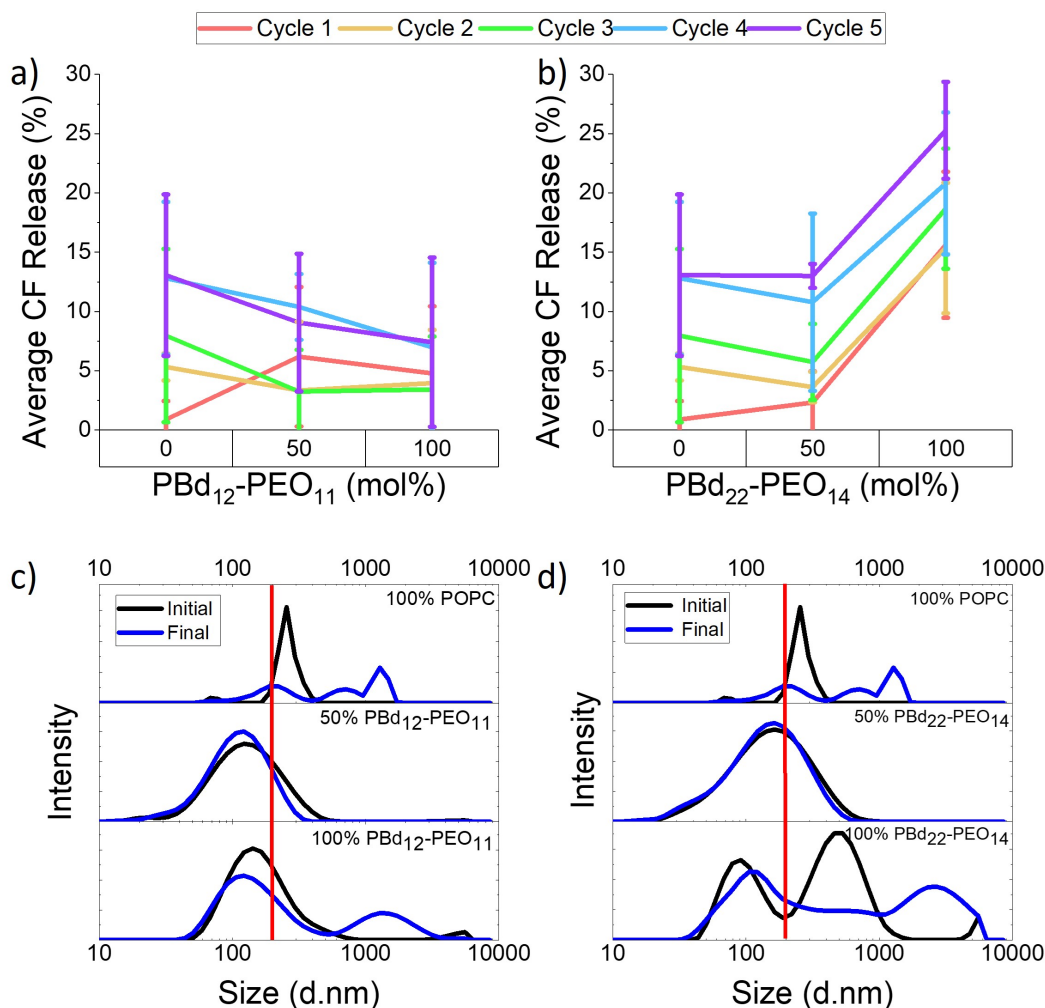 Cycle 1 Cycle 2 Cycle 3 Cycle 4 Cycle 5
a)
Average CF Release (%)
30
25
20
15
10
5
0
0 50 100
PBd₁₂-PEO₁₁ (mol%)
b)
Average CF Release (%)
30
25
20
15
10
5
0
0 50 100
PBd₂₂-PEO₁₄ (mol%)
c)
10 100 1000 10000
Initial
Final
100% POPC
50% PBd₁₂-PEO₁₁
100% PBd₁₂-PEO₁₁
Intensity
10 100 1000 10000
Size (d.nm)
d)
10 100 1000 10000
Initial
Final
100% POPC
50% PBd₂₂-PEO₁₄
100% PBd₂₂-PEO₁₄
Intensity
10 100 1000 10000
Size (d.nm)